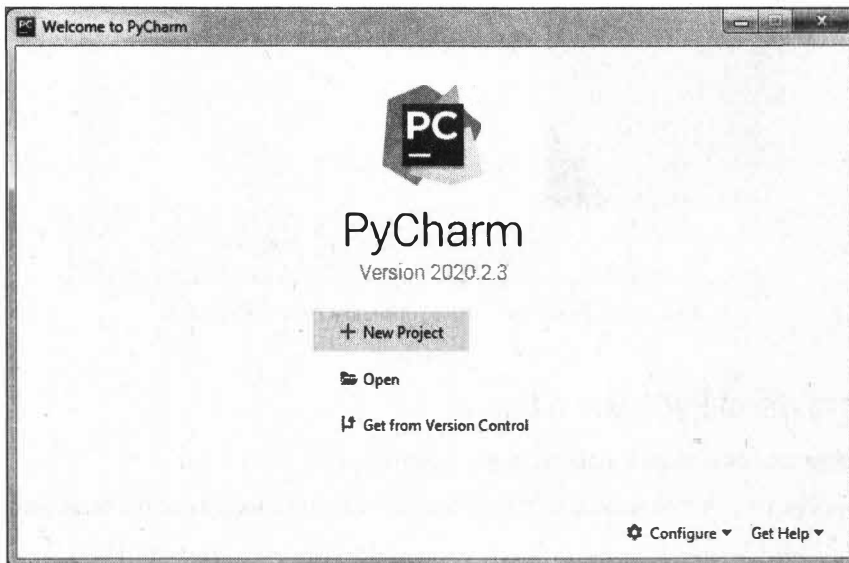 Welcome to PyCharm
PC
PyCharm
Version 2020.2.3
+ New Project
Open
Get from Version Control
Configure
Get Help